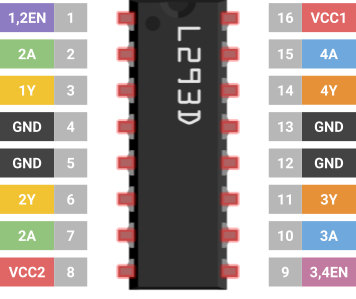 1,2EN 1
2A 2
1Y 3
GND 4
GND 5
2Y 6
2A 7
VCC2 8
L293D
16 VCC1
15 4A
14 4Y
13 GND
12 GND
11 3Y
10 3A
9 3,4EN